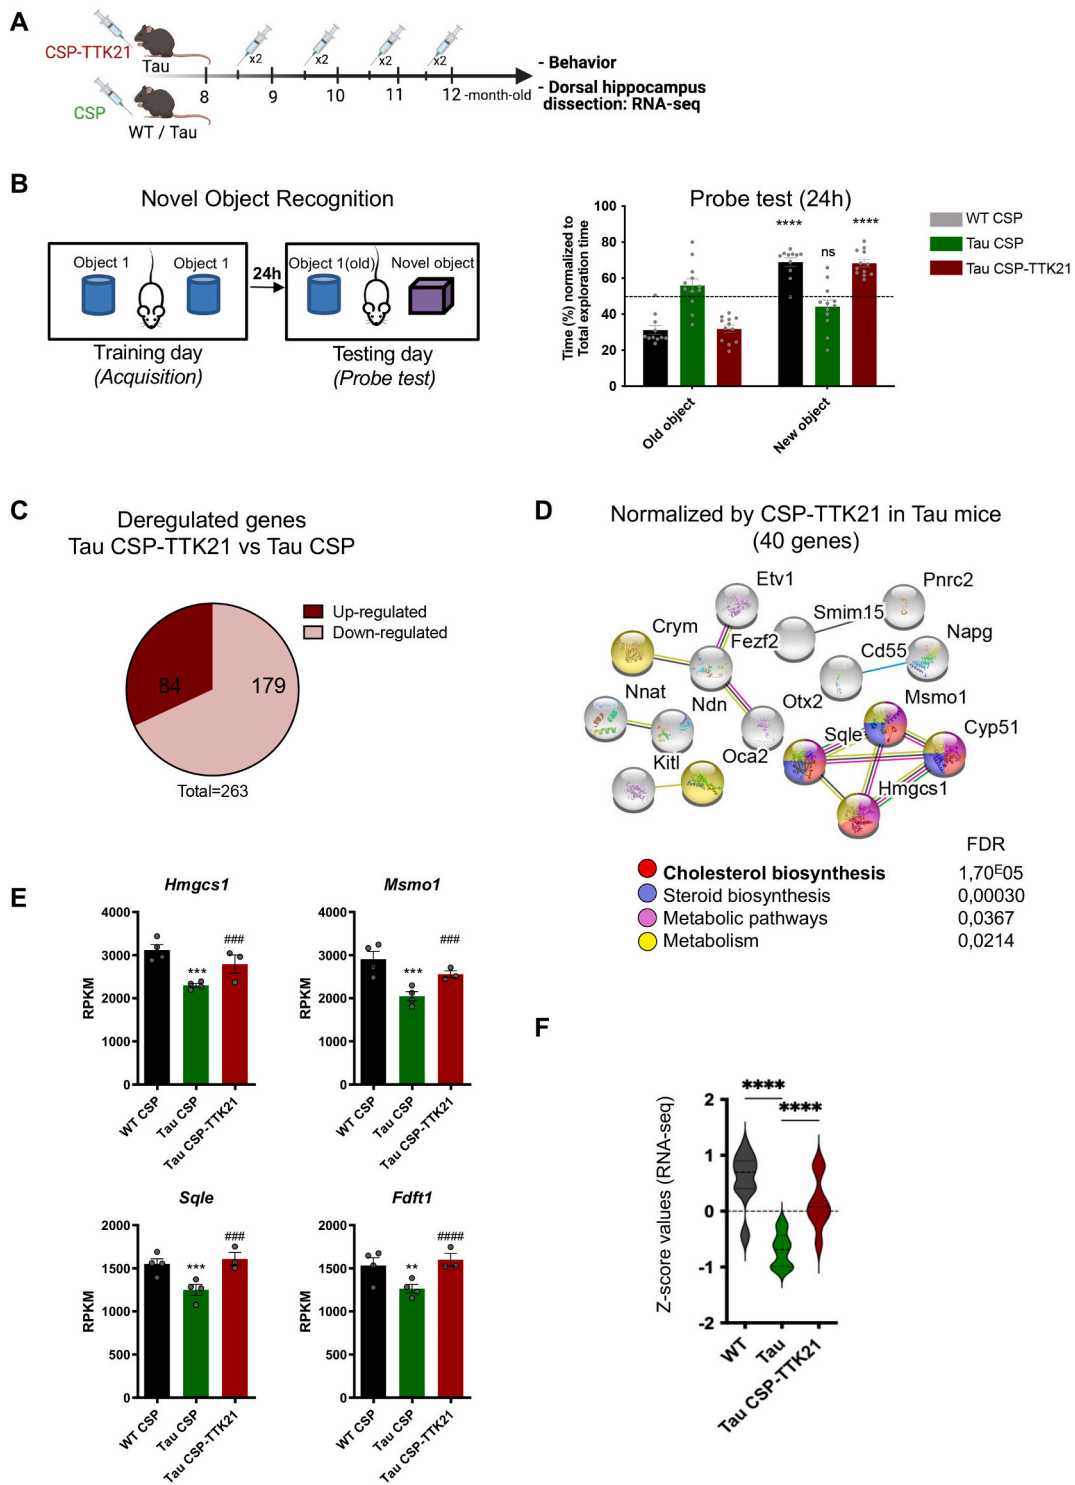 A
CSP-TTK21
Tau
CSP
WT / Tau
x2
x2
x2
x2
8
9
10
11
12 -month-old
- Behavior
- Dorsal hippocampus
dissection: RNA-seq
B
Novel Object Recognition
Object 1
Object 1
24h
Object 1(old)
Novel object
Training day
(Acquisition)
Testing day
(Probe test)
Probe test (24h)
Time (%) normalized to
Total exploration time
100
80
60
40
20
0
****
ns
****
Old object
New object
WT CSP
Tau CSP
Tau CSP-TTK21
C
Deregulated genes
Tau CSP-TTK21 vs Tau CSP
84
179
Up-regulated
Down-regulated
Total=263
D
Normalized by CSP-TTK21 in Tau mice
(40 genes)
Etv1
Pnrc2
Smim15
Crym
Fezf2
Napg
Cd55
Nnat
Ndn
Otx2
Msmo1
Sqle
Cyp51
Kitl
Oca2
Hmgcs1
FDR
Cholesterol biosynthesis 1,70E05
Steroid biosynthesis 0,00030
Metabolic pathways 0,0367
Metabolism 0,0214
E
Hmgcs1
RPKM
4000
3000
2000
1000
0
***
###
WT CSP
Tau CSP
Tau CSP-TTK21
Msmo1
RPKM
4000
3000
2000
1000
0
***
###
WT CSP
Tau CSP
Tau CSP-TTK21
Sqle
RPKM
2000
1500
1000
500
0
***
###
WT CSP
Tau CSP
Tau CSP-TTK21
Fdft1
RPKM
2000
1500
1000
500
0
**
####
WT CSP
Tau CSP
Tau CSP-TTK21
F
Z-score values (RNA-seq)
2
1
0
-1
-2
****
****
WT
Tau
Tau CSP-TTK21